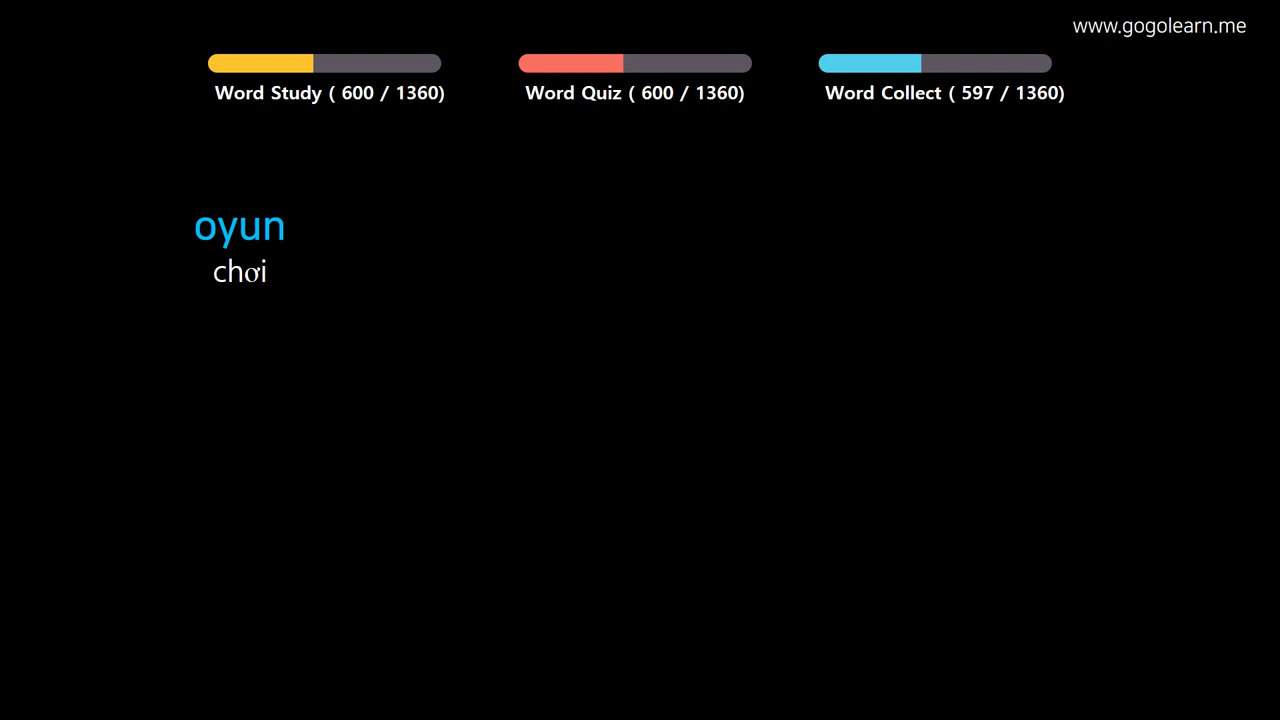 www.gogolearn.me
Word Study ( 600 / 1360)
Word Quiz ( 600 / 1360)
Word Collect ( 597 / 1360)
oyun
chơi